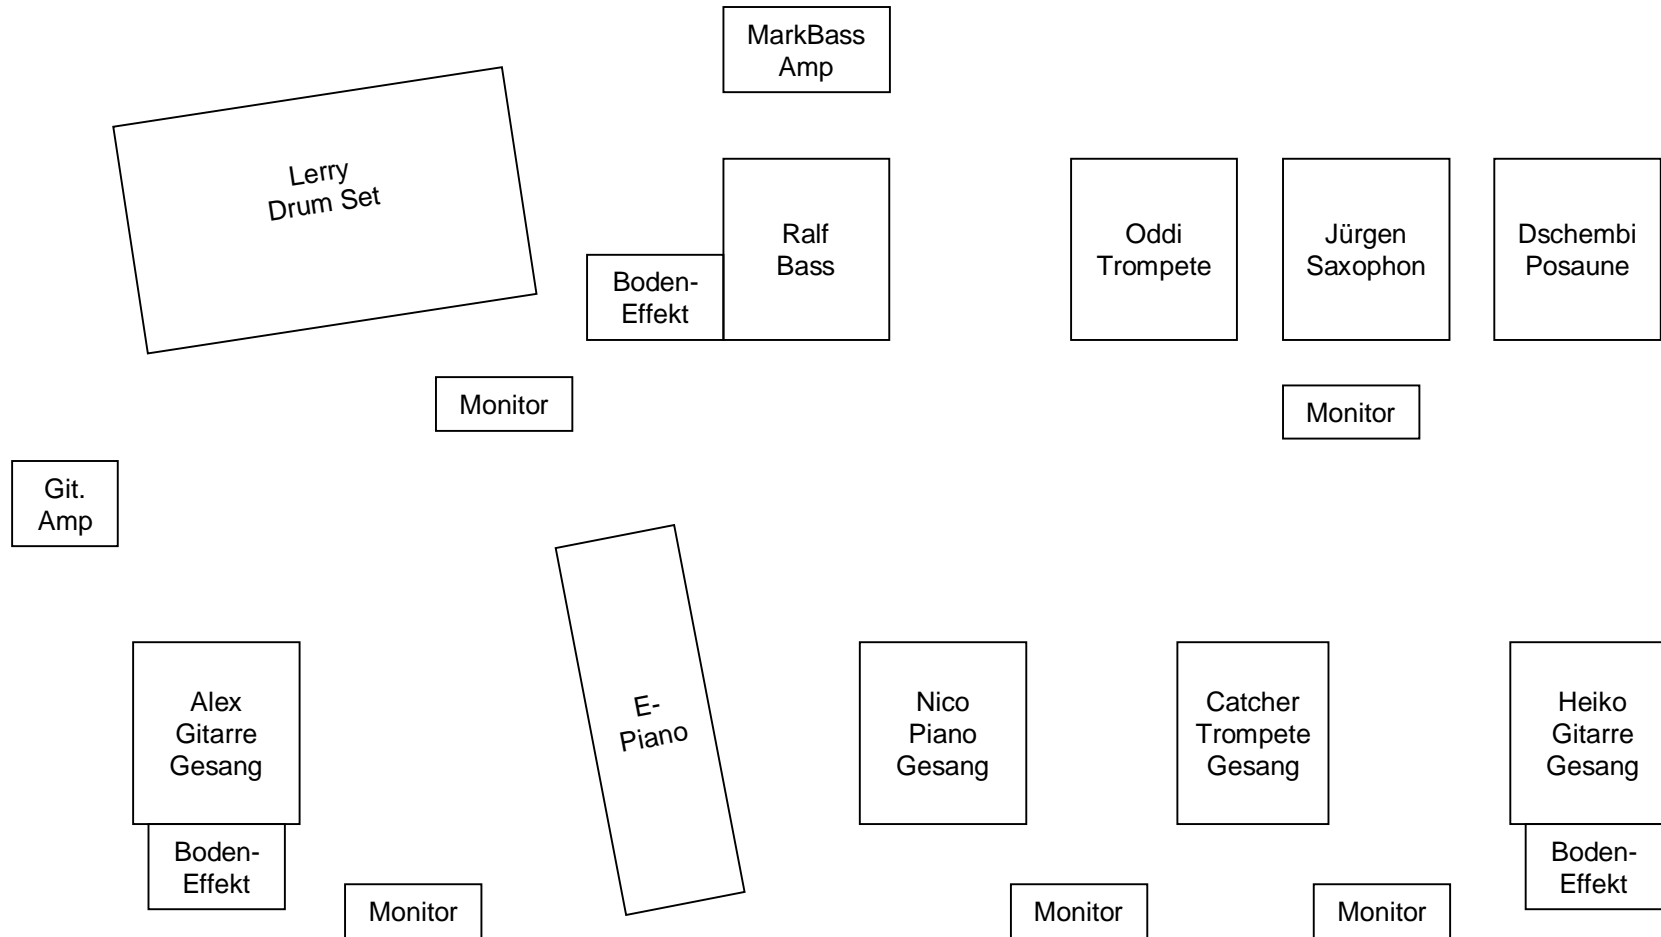 MarkBass
Amp
Lerry
Drum Set
Ralf
Bass
Oddi
Trompete
Jürgen
Saxophon
Dschembi
Posaune
Boden-
Effekt
Monitor
Monitor
Git.
Amp
Alex
Gitarre
Gesang
E-
Piano
Nico
Piano
Gesang
Catcher
Trompete
Gesang
Heiko
Gitarre
Gesang
Boden-
Effekt
Boden-
Effekt
Monitor
Monitor
Monitor